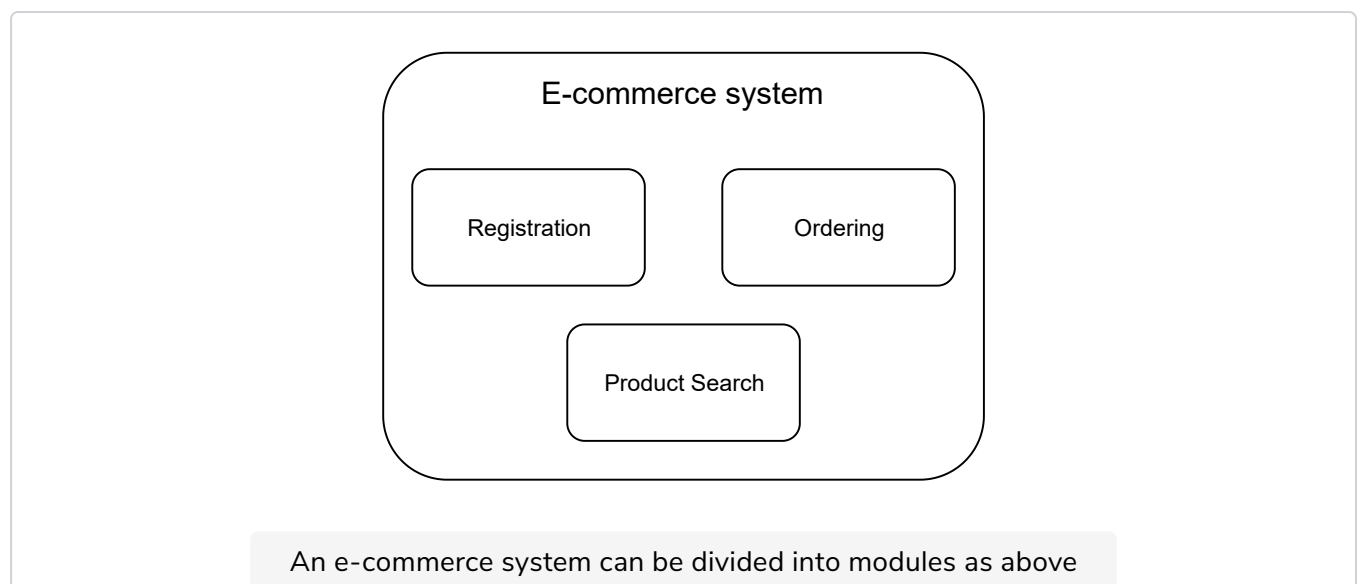 E-commerce system
Registration
Ordering
Product Search
An e-commerce system can be divided into modules as above